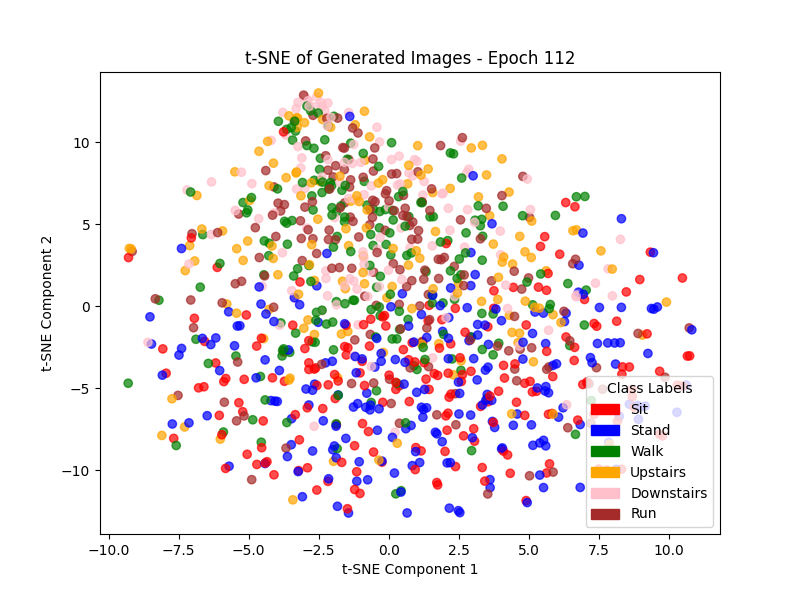 t-SNE of Generated Images - Epoch 112
t-SNE Component 2
10
5
0
−5
−10
−10.0
−7.5
−5.0
−2.5
0.0
2.5
5.0
7.5
10.0
t-SNE Component 1
Class Labels
Sit
Stand
Walk
Upstairs
Downstairs
Run